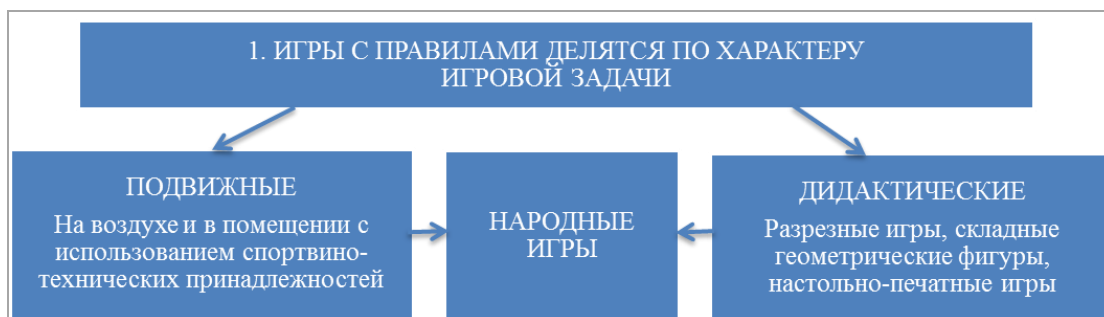 1. ИГРЫ С ПРАВИЛАМИ ДЕЛЯТСЯ ПО ХАРАКТЕРУ
ИГРОВОЙ ЗАДАЧИ
ПОДВИЖНЫЕ
На воздухе и в помещении с
использованием спортвино-
технических принадлежностей
НАРОДНЫЕ
ИГРЫ
ДИДАКТИЧЕСКИЕ
Разрезные игры, складные
геометрические фигуры,
настольно-печатные игры